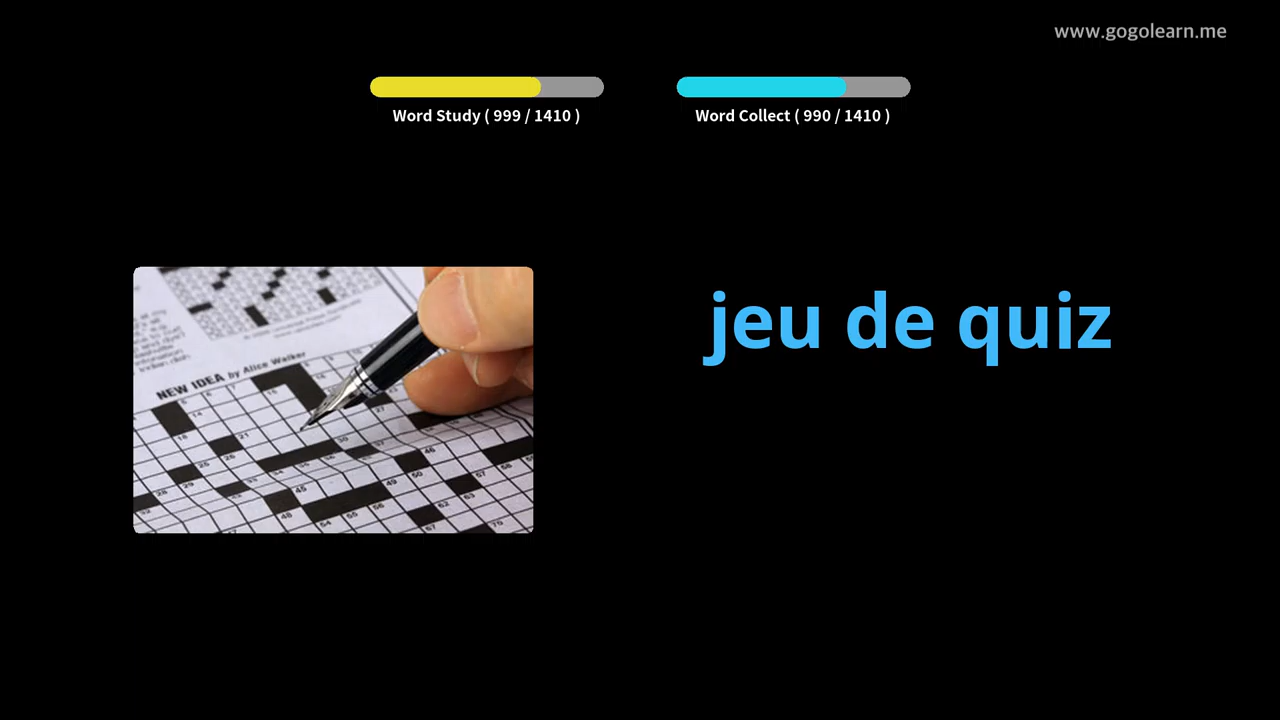 www.gogolearn.me
Word Study ( 999 / 1410 )
Word Collect ( 990 / 1410 )
jeu de quiz
NEW IDEA by Alice Walker